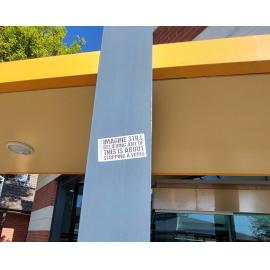 IMAGINE STILL
BELIEVING ANY OF
THIS IS ABOUT
STOPPING A VIRUS